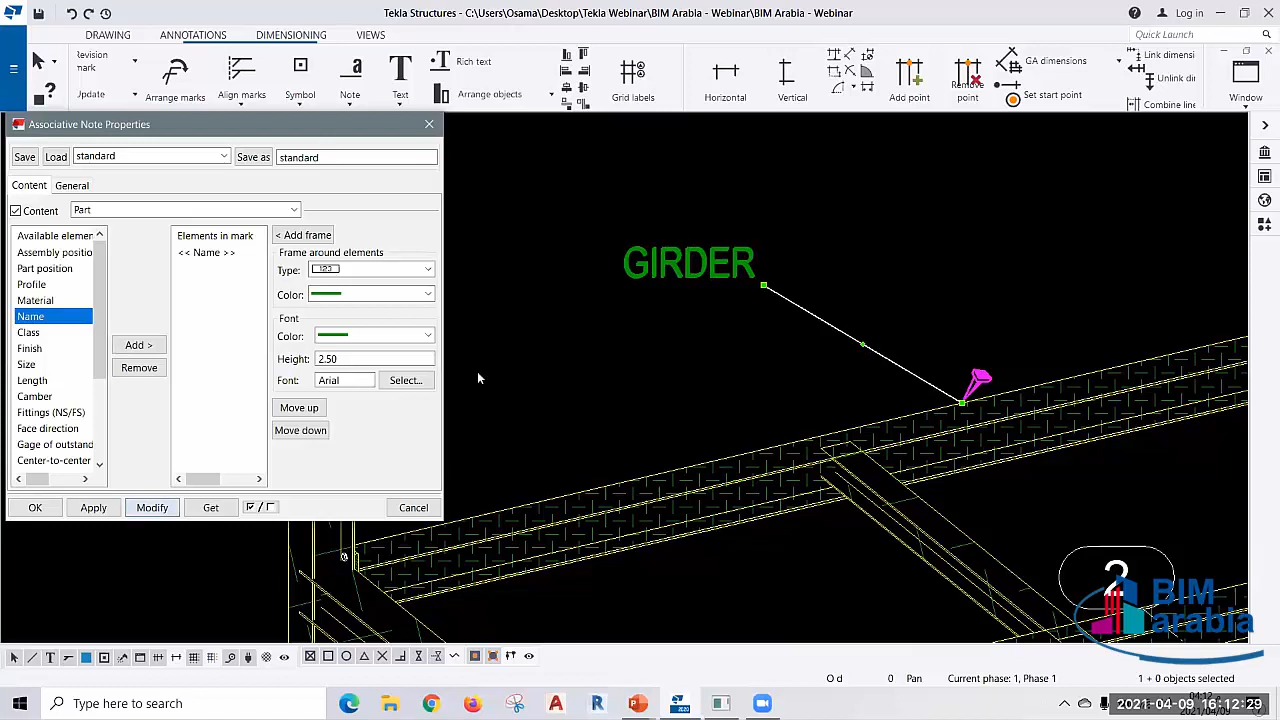 Tekla Structures - C:\Users\Osama\Desktop\Tekla Webinar\BIM Arabia - Webinar\BIM Arabia - Webinar
Log in
DRAWING
ANNOTATIONS
DIMENSIONING
VIEWS
Quick Launch
Revision
mark
Update
Arrange marks
Align marks
Symbol
Note
Text
Rich text
Arrange objects
Grid labels
Horizontal
Vertical
Add point
Remove
point
GA dimensions
Set start point
Link dimensi
Unlink dir
Combine line
Window
Associative Note Properties
Save
Load
standard
Save as
standard
Content
General
Content
Part
Available elemer
Assembly positio
Part position
Profile
Material
Name
Class
Finish
Size
Length
Camber
Fittings (NS/FS)
Face direction
Gage of outstand
Center-to-center
Add >
Remove
Elements in mark
<< Name >>
< Add frame
Frame around elements
Type:
123
Color:
Font
Color:
Height:
2.50
Font:
Arial
Select...
Move up
Move down
OK
Apply
Modify
Get
Cancel
GIRDER
2
BIM
arabia
O d
0
Pan
Current phase: 1, Phase 1
1 + 0 objects selected
Type here to search
2021-04-09 16:12:29